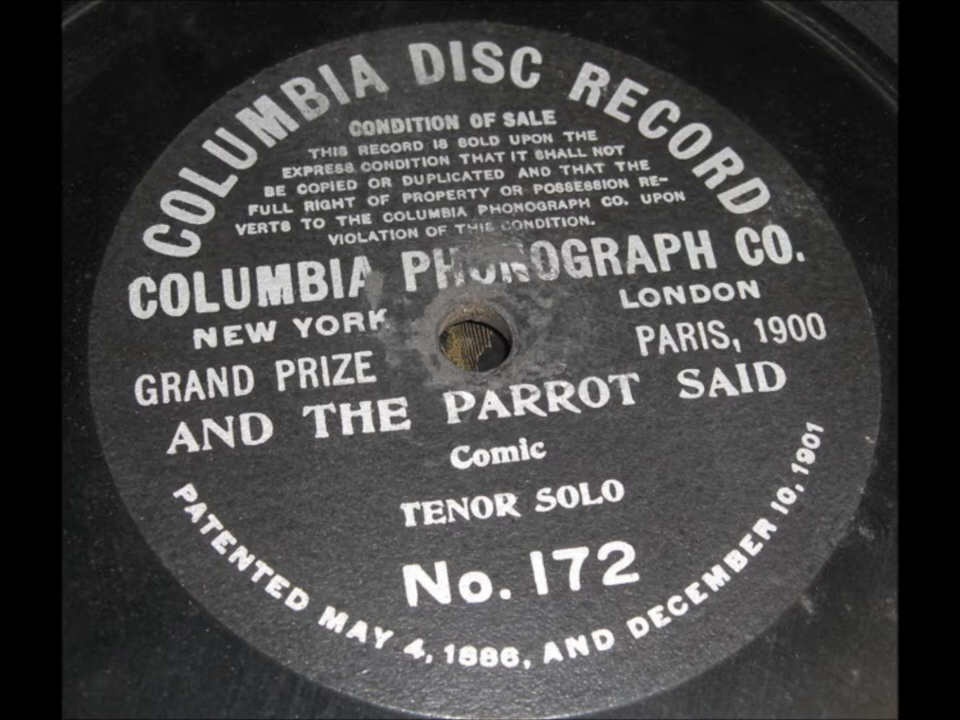 COLUMBIA DISC RECORD
CONDITION OF SALE
THIS RECORD IS SOLD UPON THE
EXPRESS CONDITION THAT IT SHALL NOT
BE COPIED OR DUPLICATED AND THAT THE
FULL RIGHT OF PROPERTY OR POSSESSION RE-
VERTS TO THE COLUMBIA PHONOGRAPH CO. UPON
VIOLATION OF THIS CONDITION.
COLUMBIA PHONOGRAPH CO.
NEW YORK LONDON
GRAND PRIZE PARIS, 1900
AND THE PARROT SAID
Comic
TENOR SOLO
No. 172
PATENTED MAY 4, 1886, AND DECEMBER 10, 1901